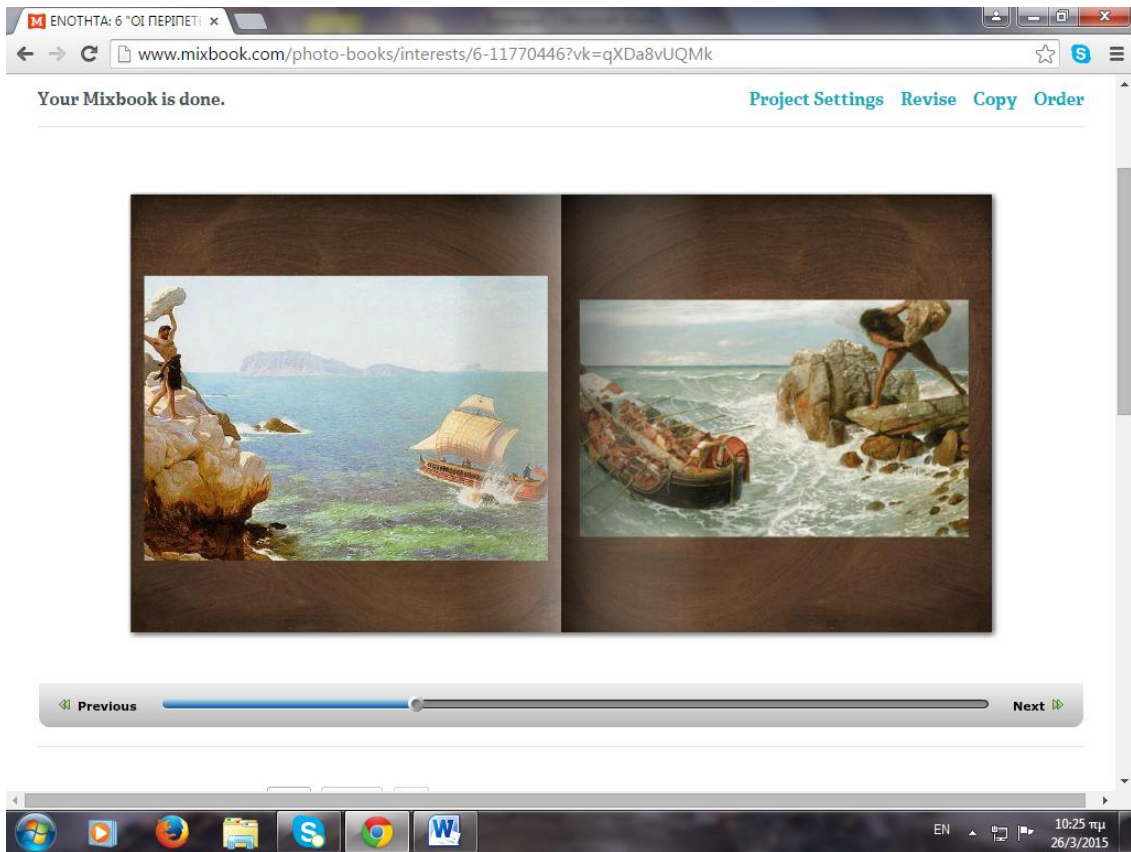 ΕΝΟΤΗΤΑ: 6 "ΟΙ ΠΕΡΙΠΕΤΙ
www.mixbook.com/photo-books/interests/6-11770446?vk=qXDa8vUQMk
Your Mixbook is done.
Project Settings Revise Copy Order
Previous
Next
EN
10:25 πμ
26/3/2015